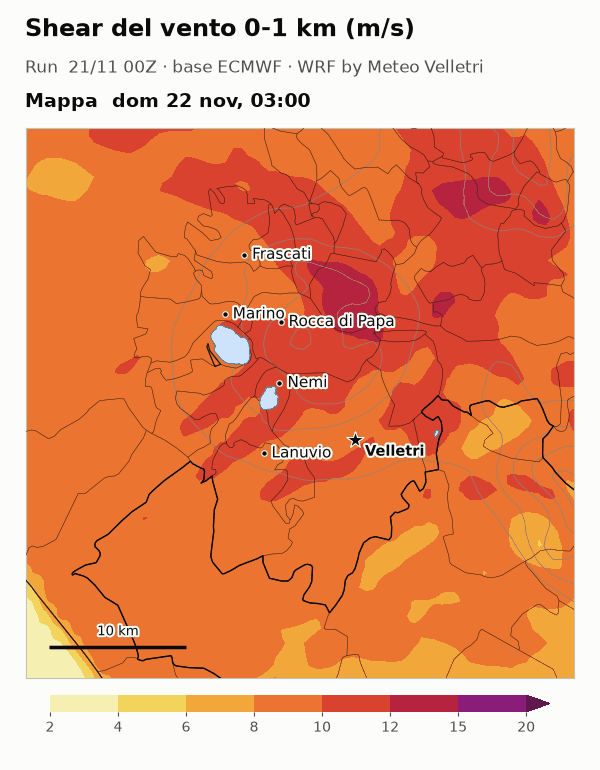 Shear del vento 0-1 km (m/s)
Run  21/11 00Z · base ECMWF · WRF by Meteo Velletri
Mappa  dom 22 nov, 03:00
Frascati
Marino
Rocca di Papa
Nemi
Velletri
Lanuvio
10 km
2 4 6 8 10 12 15 20